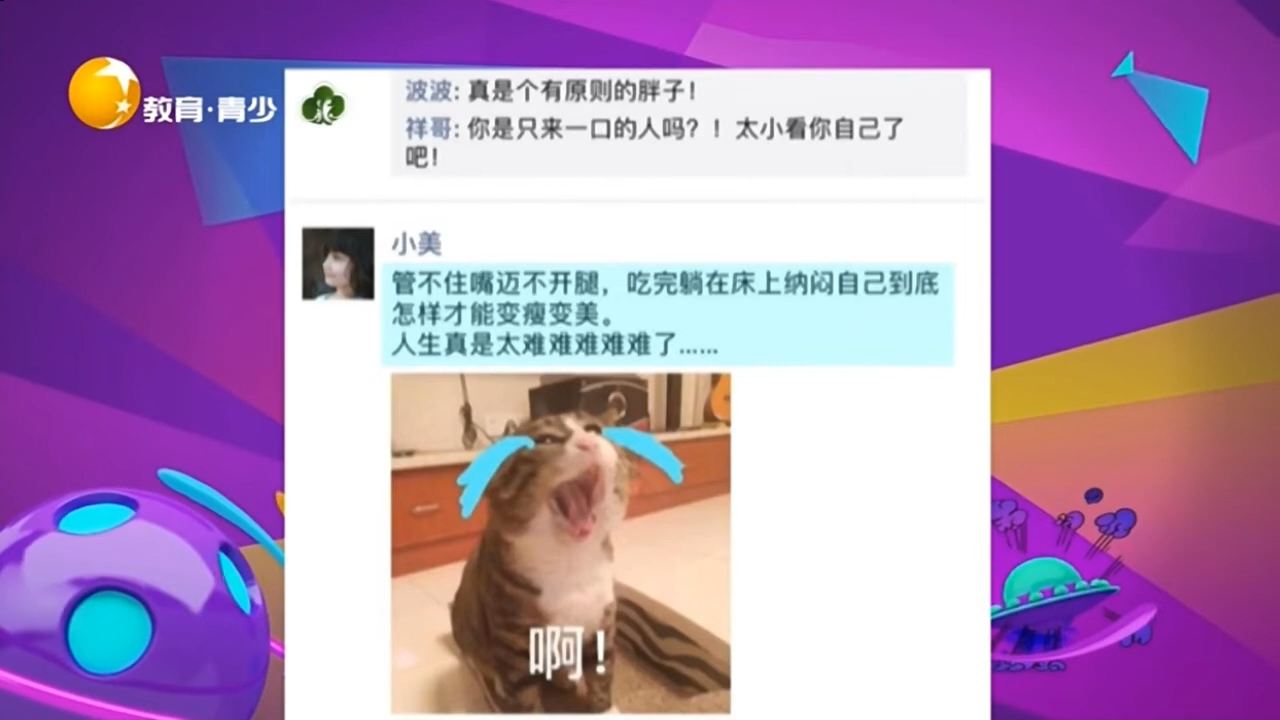 教育·青少
张
波波: 真是个有原则的胖子!
祥哥: 你是只来一口的人吗?! 太小看你自己了
吧!
小美
管不住嘴迈不开腿，吃完躺在床上纳闷自己到底
怎样才能变瘦变美。
人生真是太难难难难难了......
啊!